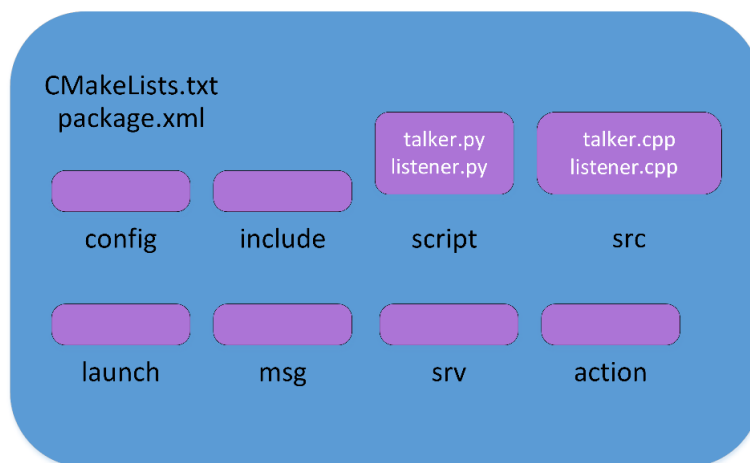 CMakeLists.txt
package.xml
talker.py
listener.py
talker.cpp
listener.cpp
config
include
script
src
launch
msg
srv
action